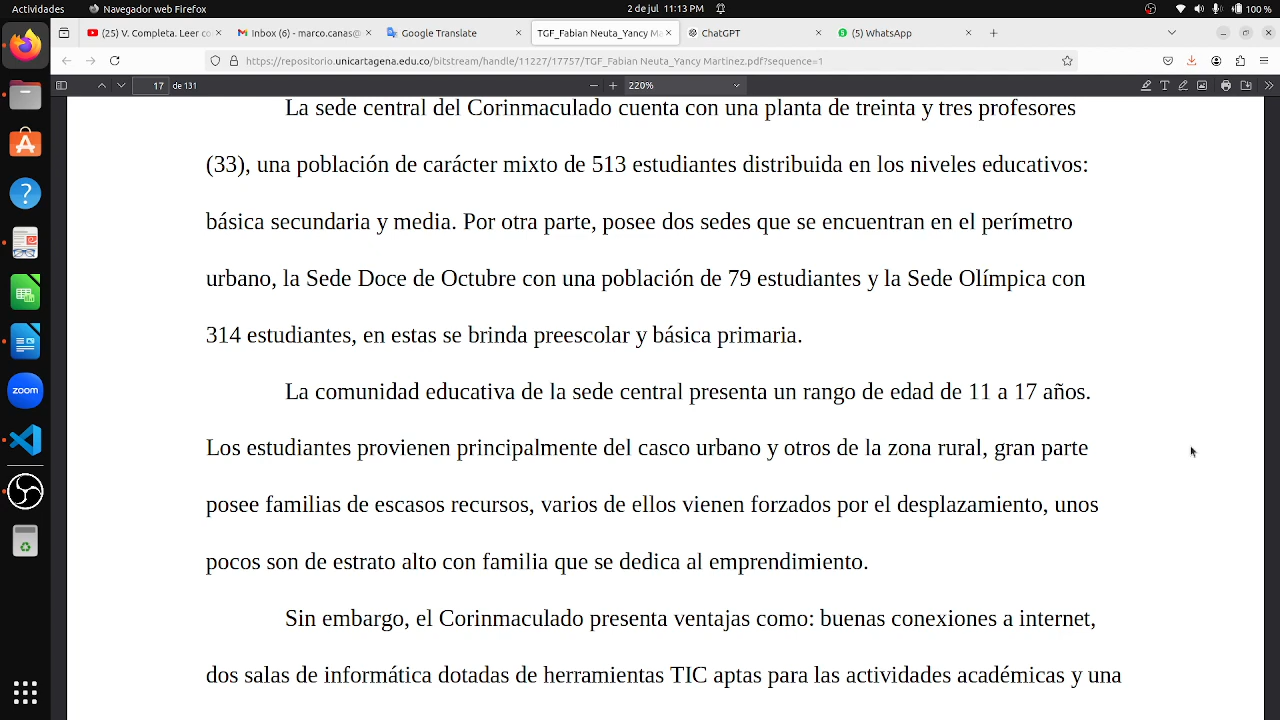 Actividades
Navegador web Firefox
2 de jul 11:13 PM
100 %
(25) V. Completa. Leer co
Inbox (6) - marco.canas@
Google Translate
TGF_Fabian Neuta_Yancy Ma
ChatGPT
(5) WhatsApp
https://repositorio.unicartagena.edu.co/bitstream/handle/11227/17757/TGF_Fabian Neuta_Yancy Martinez.pdf?sequence=1
17 de 131
220%
La sede central del Corinmaculado cuenta con una planta de treinta y tres profesores
(33), una población de carácter mixto de 513 estudiantes distribuida en los niveles educativos:
básica secundaria y media. Por otra parte, posee dos sedes que se encuentran en el perímetro
urbano, la Sede Doce de Octubre con una población de 79 estudiantes y la Sede Olímpica con
314 estudiantes, en estas se brinda preescolar y básica primaria.
La comunidad educativa de la sede central presenta un rango de edad de 11 a 17 años.
Los estudiantes provienen principalmente del casco urbano y otros de la zona rural, gran parte
posee familias de escasos recursos, varios de ellos vienen forzados por el desplazamiento, unos
pocos son de estrato alto con familia que se dedica al emprendimiento.
Sin embargo, el Corinmaculado presenta ventajas como: buenas conexiones a internet,
dos salas de informática dotadas de herramientas TIC aptas para las actividades académicas y una
zoom